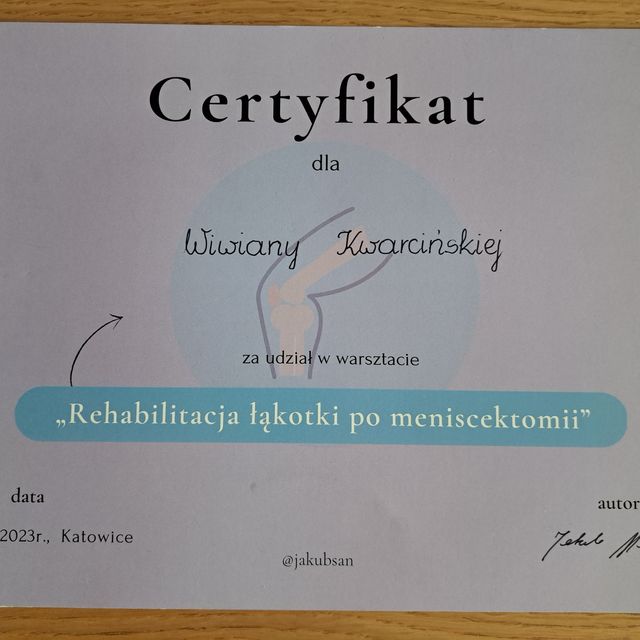 Certyfikat
dla
Wiwiany Kwarcińskiej
za udział w warsztacie
„Rehabilitacja łąkotki po meniscektomii”
data
autor
2023r., Katowice
@jakubsan